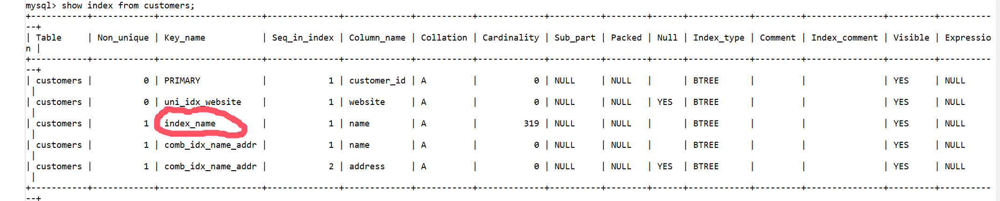 mysql> show index from customers;
+-----------+------------+--------------------+--------------+-------------+-----------+-------------+----------+--------+------+------------+---------+---------------+---------+----------
--+
| Table     | Non_unique | Key_name           | Seq_in_index | Column_name | Collation | Cardinality | Sub_part | Packed | Null | Index_type | Comment | Index_comment | Visible | Expressio
n |
+-----------+------------+--------------------+--------------+-------------+-----------+-------------+----------+--------+------+------------+---------+---------------+---------+----------
--+
| customers |          0 | PRIMARY            |            1 | customer_id | A         |           0 | NULL     | NULL   |      | BTREE      |         |               | YES     | NULL
 |
| customers |          0 | uni_idx_website    |            1 | website     | A         |           0 | NULL     | NULL   | YES  | BTREE      |         |               | YES     | NULL
 |
| customers |          1 | index_name         |            1 | name        | A         |         319 | NULL     | NULL   |      | BTREE      |         |               | YES     | NULL
 |
| customers |          1 | comb_idx_name_addr |            1 | name        | A         |           0 | NULL     | NULL   |      | BTREE      |         |               | YES     | NULL
 |
| customers |          1 | comb_idx_name_addr |            2 | address     | A         |           0 | NULL     | NULL   | YES  | BTREE      |         |               | YES     | NULL
 |
+-----------+------------+--------------------+--------------+-------------+-----------+-------------+----------+--------+------+------------+---------+---------------+---------+----------
--+